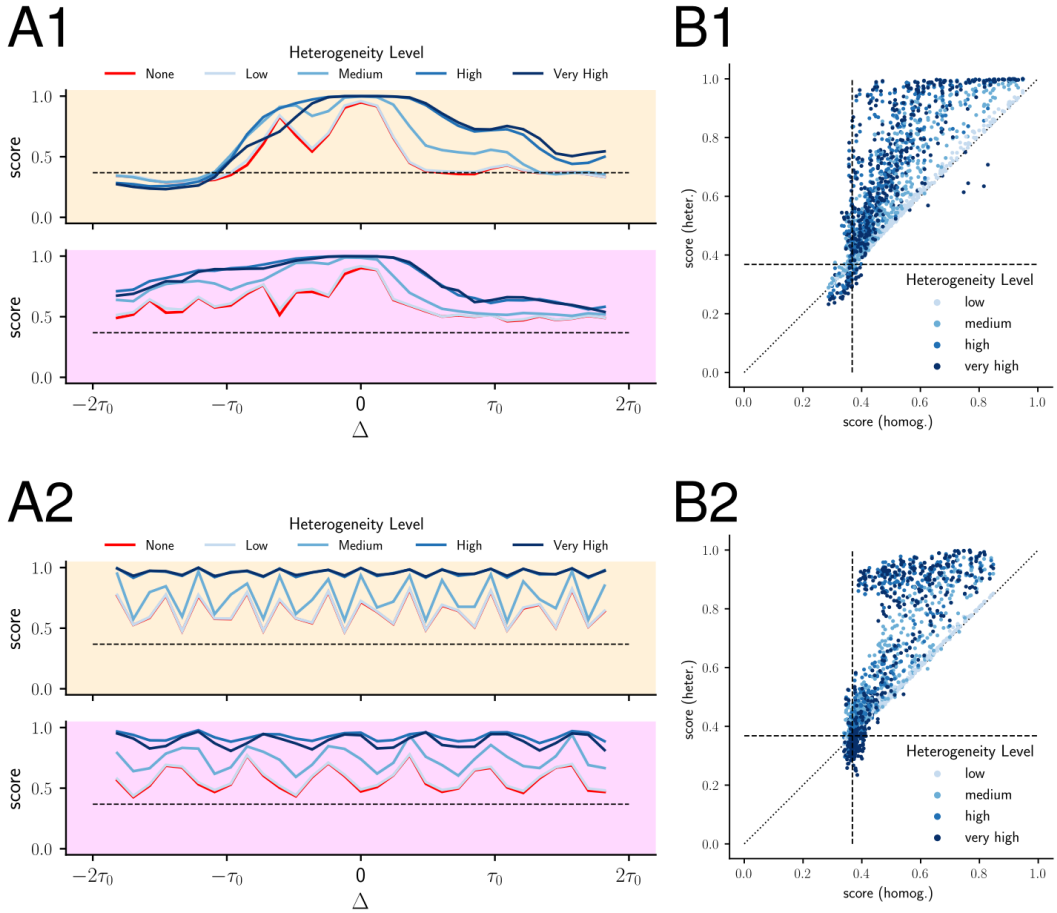 A1
Heterogeneity Level
None Low Medium High Very High
1.0
0.5
0.0
score
1.0
0.5
0.0
score
−2τ₀ −τ₀ 0 τ₀ 2τ₀
Δ
B1
1.0
0.8
0.6
0.4
0.2
0.0
score (heter.)
Heterogeneity Level
low
medium
high
very high
0.0 0.2 0.4 0.6 0.8 1.0
score (homog.)
A2
Heterogeneity Level
None Low Medium High Very High
1.0
0.5
0.0
score
1.0
0.5
0.0
score
−2τ₀ −τ₀ 0 τ₀ 2τ₀
Δ
B2
1.0
0.8
0.6
0.4
0.2
0.0
score (heter.)
Heterogeneity Level
low
medium
high
very high
0.0 0.2 0.4 0.6 0.8 1.0
score (homog.)